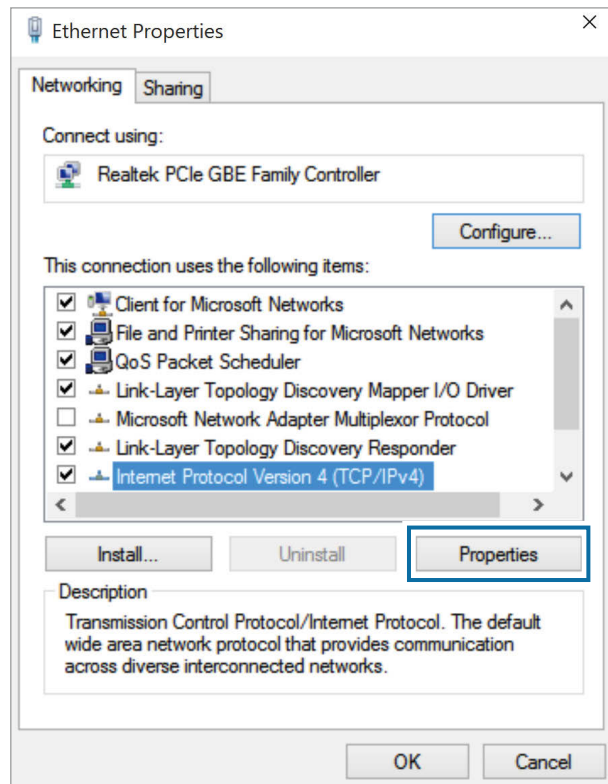 Ethernet Properties
Networking
Sharing
Connect using:
Realtek PCIe GBE Family Controller
Configure...
This connection uses the following items:
Client for Microsoft Networks
File and Printer Sharing for Microsoft Networks
QoS Packet Scheduler
Link-Layer Topology Discovery Mapper I/O Driver
Microsoft Network Adapter Multiplexor Protocol
Link-Layer Topology Discovery Responder
Internet Protocol Version 4 (TCP/IPv4)
Install...
Uninstall
Properties
Description
Transmission Control Protocol/Internet Protocol. The default
wide area network protocol that provides communication
across diverse interconnected networks.
OK
Cancel